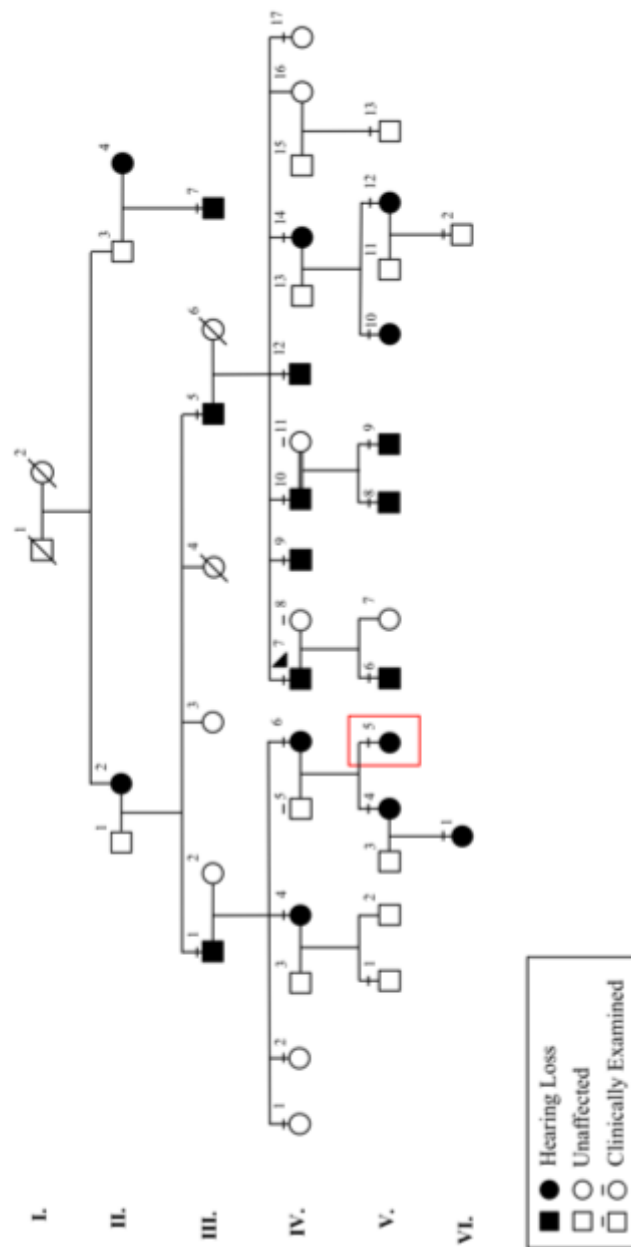 I. 1 2
II. 1 2 3 4
III. 1 2 3 4 5 6 7
IV. 1 2 3 4 5 6 7 8 9 10 11 12 13 14 15 16 17
V. 1 2 3 4 5 6 7 8 9 10 11 12 13
VI. 1 2
Hearing Loss
Unaffected
Clinically Examined